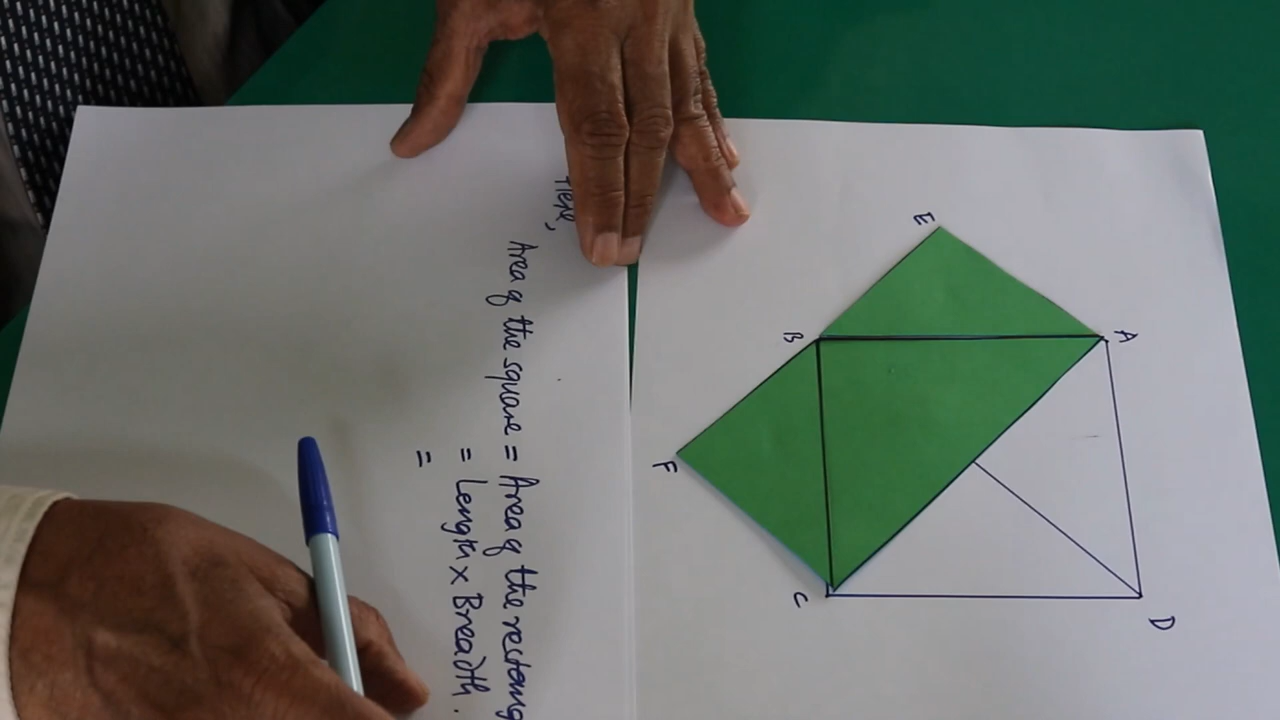 Here,
Area of the square = Area of the rectang
= Length x Breadth.
=
E
A
B
F
C
D